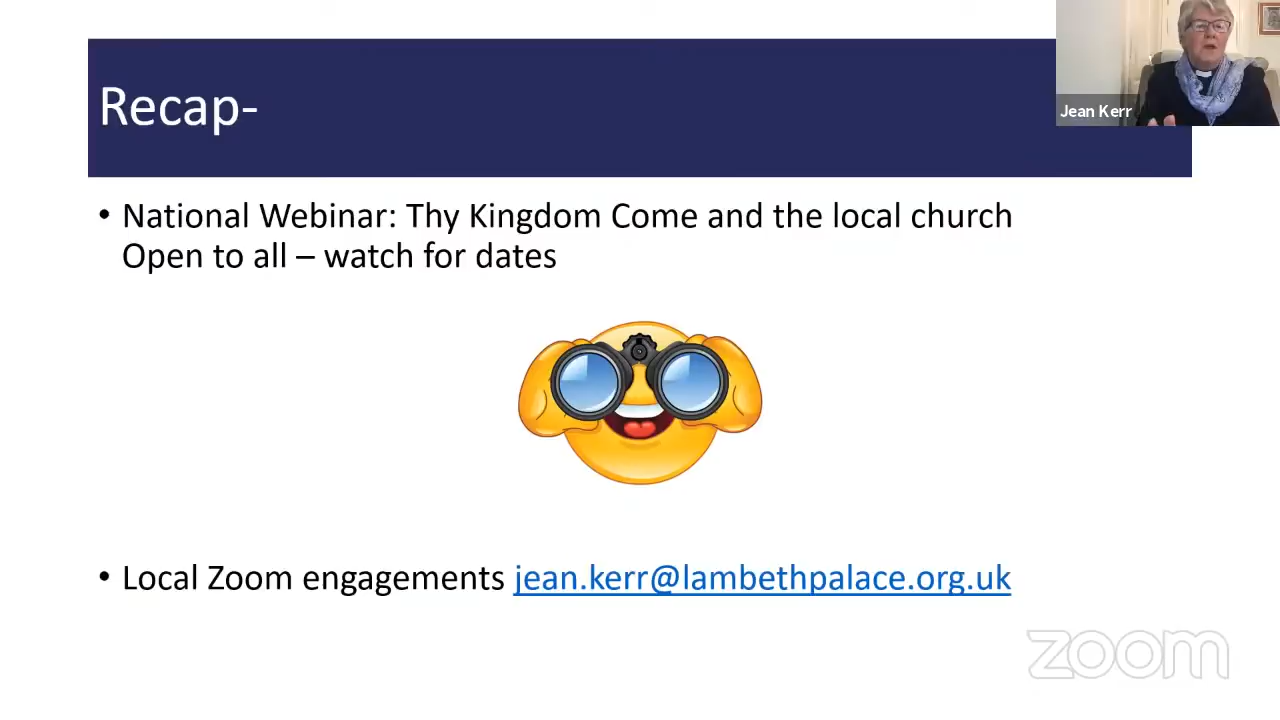 Recap-
Jean Kerr
• National Webinar: Thy Kingdom Come and the local church
Open to all – watch for dates
• Local Zoom engagements jean.kerr@lambethpalace.org.uk
zoom